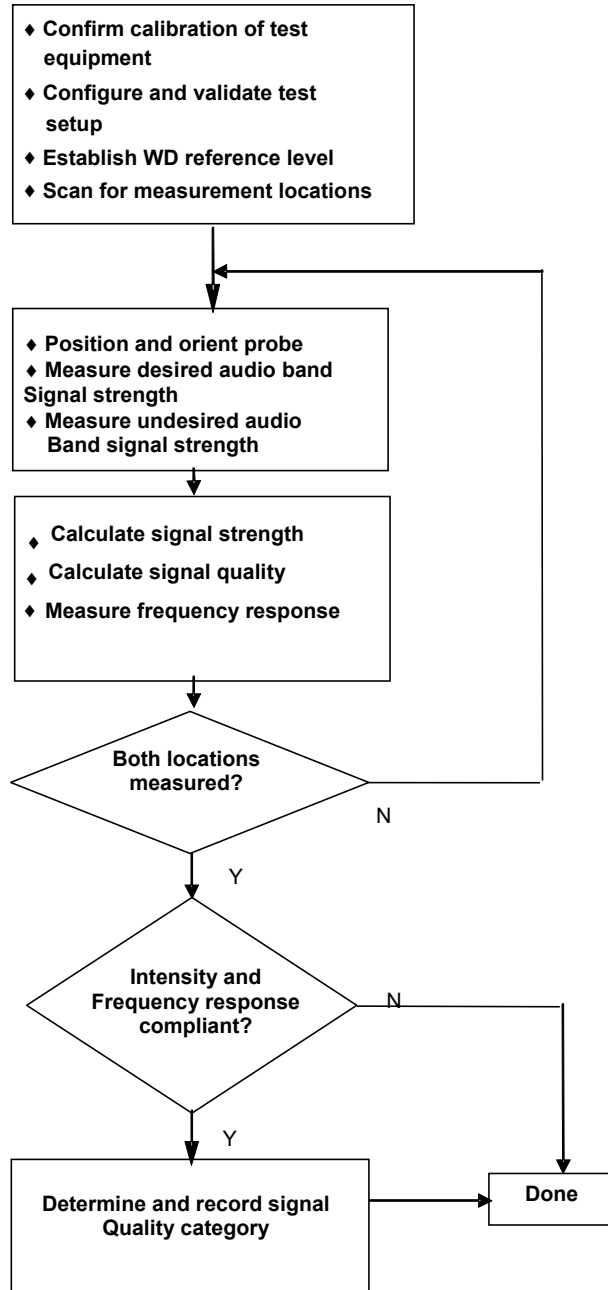 ♦ Confirm calibration of test
equipment
♦ Configure and validate test
setup
♦ Establish WD reference level
♦ Scan for measurement locations
♦ Position and orient probe
♦ Measure desired audio band
Signal strength
♦ Measure undesired audio
Band signal strength
♦ Calculate signal strength
♦ Calculate signal quality
♦ Measure frequency response
Both locations
measured?
N
Y
Intensity and
Frequency response
compliant?
N
Y
Determine and record signal
Quality category
Done